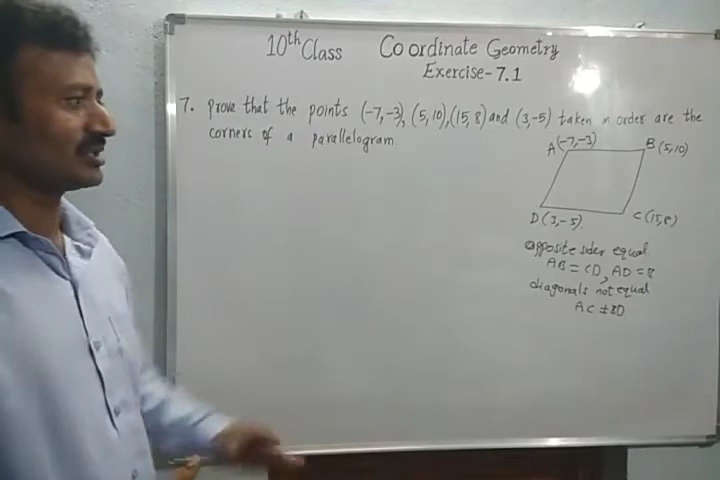 10th Class Coordinate Geometry
Exercise-7.1
7. Prove that the points (-7,-3), (5,10), (15,8) and (3,-5) taken in order are the
corners of a parallelogram.
A (-7,-3) B (5,10)
D (3,-5) C (15,8)
opposite sides equal
AB = CD, AD = B
diagonals not equal
AC ≠ BD